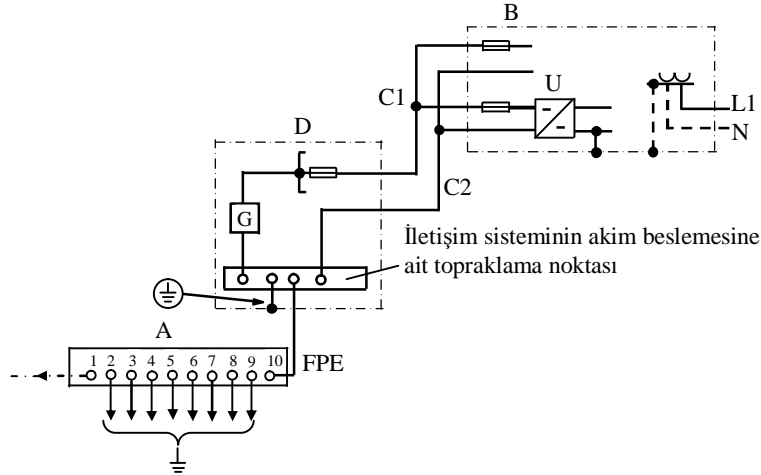 B
U
C1
L1
N
D
C2
G
İletişim sisteminin akim beslemesine
ait topraklama noktası
A
1 2 3 4 5 6 7 8 9 10
FPE